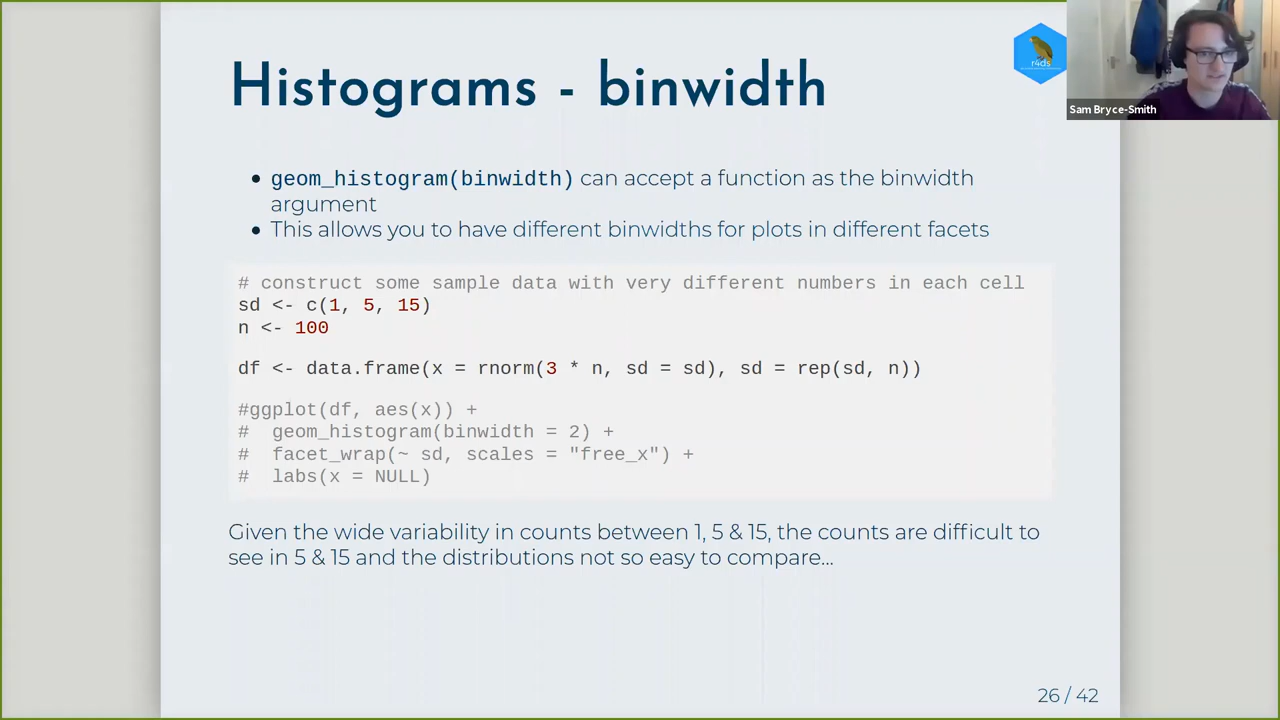 Histograms - binwidth
r4ds
Sam Bryce-Smith
• geom_histogram(binwidth) can accept a function as the binwidth
argument
• This allows you to have different binwidths for plots in different facets
# construct some sample data with very different numbers in each cell
sd <- c(1, 5, 15)
n <- 100
df <- data.frame(x = rnorm(3 * n, sd = sd), sd = rep(sd, n))
#ggplot(df, aes(x)) +
#  geom_histogram(binwidth = 2) +
#  facet_wrap(~ sd, scales = "free_x") +
#  labs(x = NULL)
Given the wide variability in counts between 1, 5 & 15, the counts are difficult to
see in 5 & 15 and the distributions not so easy to compare...
26 / 42